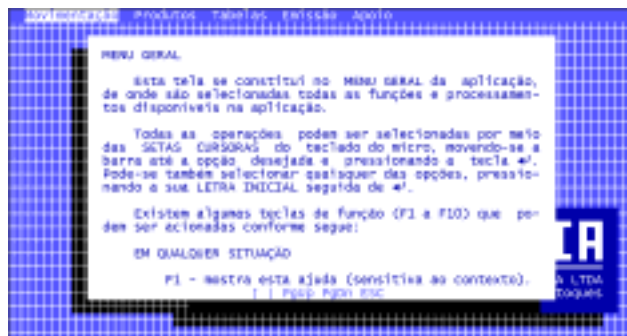 Movimentação Produtos Tabelas Emissão Apoio
MENU GERAL
Esta tela se constitui no MENU GERAL da aplicação,
de onde são selecionadas todas as funções e processamen-
tos disponíveis na aplicação.
Todas as operações podem ser selecionadas por meio
das SETAS CURSORAS do teclado do micro, movendo-se a
barra até a opção desejada e pressionando a tecla ↵.
Pode-se também selecionar quaisquer das opções, pressio-
nando a sua LETRA INICIAL seguida de ↵.
Existem algumas teclas de função (F1 a F10) que po-
dem ser acionadas conforme segue:
EM QUALQUER SITUAÇÃO
F1 - mostra esta ajuda (sensitiva ao contexto).
PgUp PgDn ESC
IA
A LTDA
toques